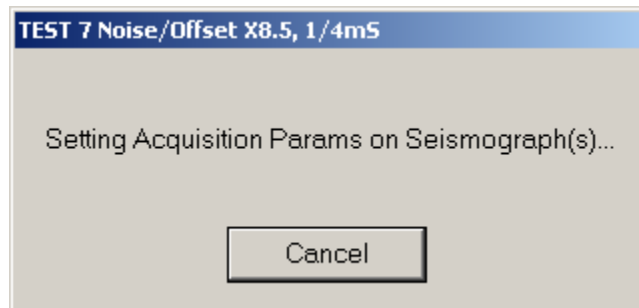 TEST 7 Noise/Offset X8.5, 1/4mS
Setting Acquisition Params on Seismograph(s)...
Cancel